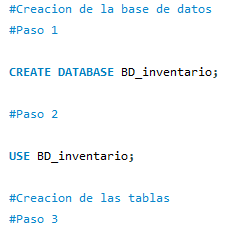 #Creacion de la base de datos
#Paso 1
CREATE DATABASE BD_inventario;
#Paso 2
USE BD_inventario;
#Creacion de las tablas
#Paso 3